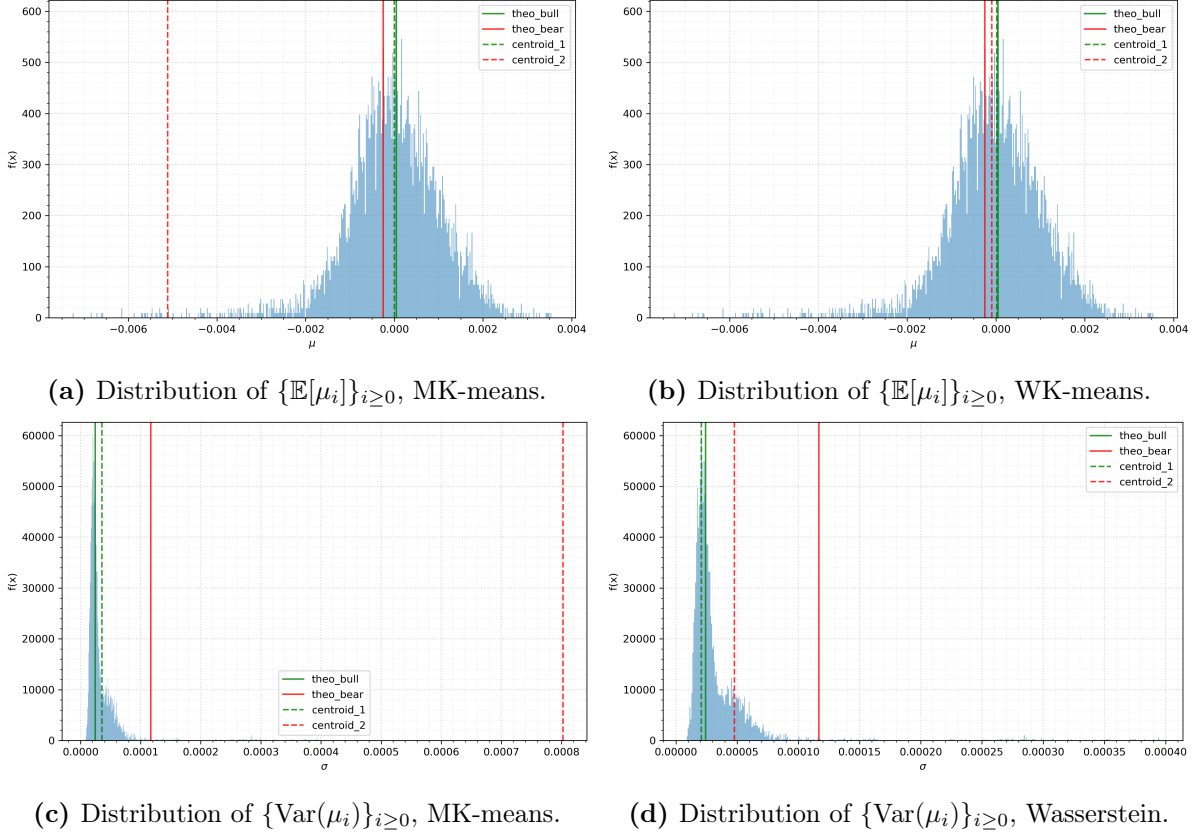 600
500
400
300
200
100
0
f(x)
−0.006
−0.004
−0.002
0.000
0.002
0.004
μ
theo_bull
theo_bear
centroid_1
centroid_2
600
500
400
300
200
100
0
f(x)
−0.006
−0.004
−0.002
0.000
0.002
0.004
μ
theo_bull
theo_bear
centroid_1
centroid_2
(a) Distribution of {𝔼[μᵢ]}ᵢ≥₀, MK-means.
(b) Distribution of {𝔼[μᵢ]}ᵢ≥₀, WK-means.
60000
50000
40000
30000
20000
10000
0
f(x)
0.0000
0.0001
0.0002
0.0003
0.0004
0.0005
0.0006
0.0007
0.0008
σ
theo_bull
theo_bear
centroid_1
centroid_2
60000
50000
40000
30000
20000
10000
0
f(x)
0.00000
0.00005
0.00010
0.00015
0.00020
0.00025
0.00030
0.00035
0.00040
σ
theo_bull
theo_bear
centroid_1
centroid_2
(c) Distribution of {Var(μᵢ)}ᵢ≥₀, MK-means.
(d) Distribution of {Var(μᵢ)}ᵢ≥₀, Wasserstein.